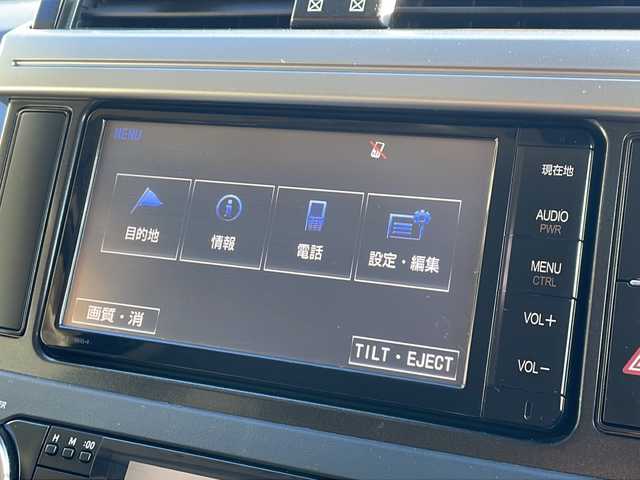 MENU
目的地
情報
電話
設定・編集
画質・消
TILT・EJECT
現在地
AUDIO
PWR
MENU
CTRL
VOL+
VOL−
H M :00